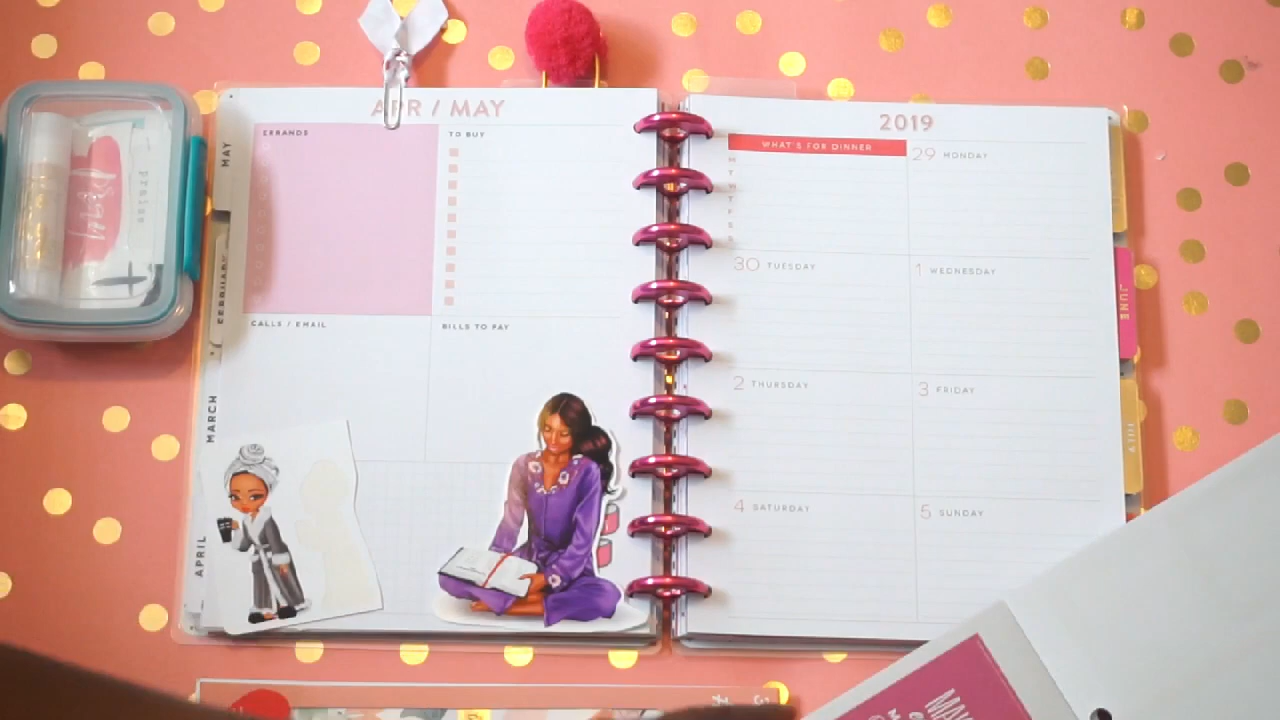 APR / MAY
2019
ERRANDS
TO BUY
WHAT'S FOR DINNER
M
T
W
T
F
S
S
29 MONDAY
30 TUESDAY
1 WEDNESDAY
CALLS / EMAIL
BILLS TO PAY
2 THURSDAY
3 FRIDAY
4 SATURDAY
5 SUNDAY
MAY
FEBRUARY
MARCH
APRIL
JUNE